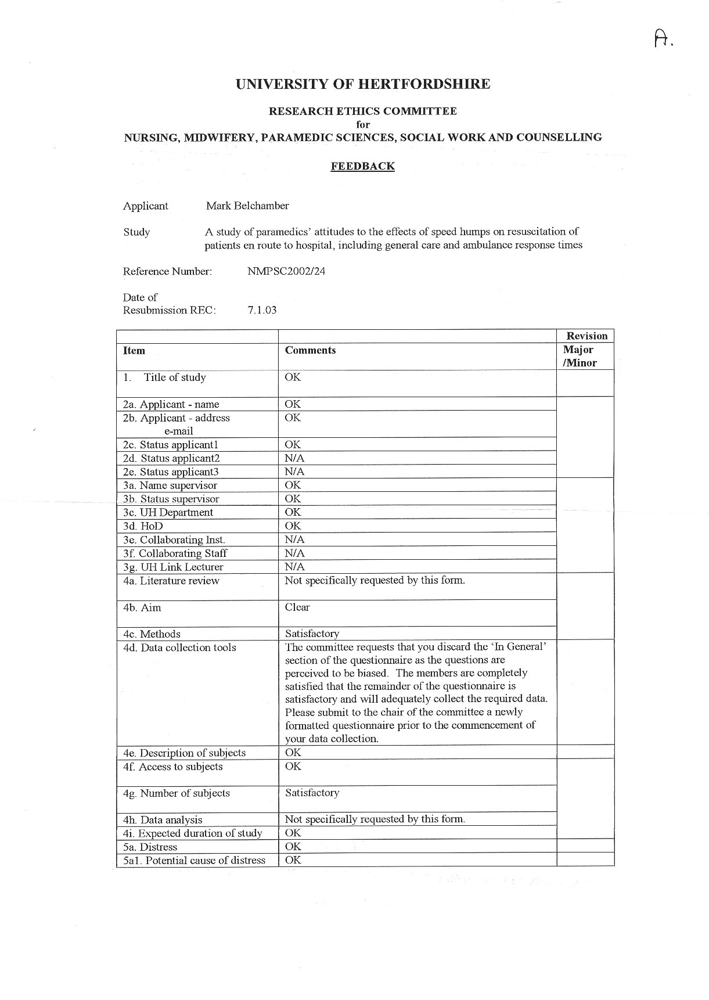 A.
UNIVERSITY OF HERTFORDSHIRE
RESEARCH ETHICS COMMITTEE
for
NURSING, MIDWIFERY, PARAMEDIC SCIENCES, SOCIAL WORK AND COUNSELLING
FEEDBACK
Applicant Mark Belchamber
Study A study of paramedics’ attitudes to the effects of speed humps on resuscitation of
patients en route to hospital, including general care and ambulance response times
Reference Number: NMPSC2002/24
Date of
Resubmission REC: 7.1.03
Revision
Item Comments Major
/Minor
1. Title of study OK
2a. Applicant - name OK
2b. Applicant - address OK
e-mail
2c. Status applicant1 OK
2d. Status applicant2 N/A
2e. Status applicant3 N/A
3a. Name supervisor OK
3b. Status supervisor OK
3c. UH Department OK
3d. HoD OK
3e. Collaborating Inst. N/A
3f. Collaborating Staff N/A
3g. UH Link Lecturer N/A
4a. Literature review Not specifically requested by this form.
4b. Aim Clear
4c. Methods Satisfactory
4d. Data collection tools The committee requests that you discard the ‘In General’
section of the questionnaire as the questions are
perceived to be biased. The members are completely
satisfied that the remainder of the questionnaire is
satisfactory and will adequately collect the required data.
Please submit to the chair of the committee a newly
formatted questionnaire prior to the commencement of
your data collection.
4e. Description of subjects OK
4f. Access to subjects OK
4g. Number of subjects Satisfactory
4h. Data analysis Not specifically requested by this form.
4i. Expected duration of study OK
5a. Distress OK
5a1. Potential cause of distress OK